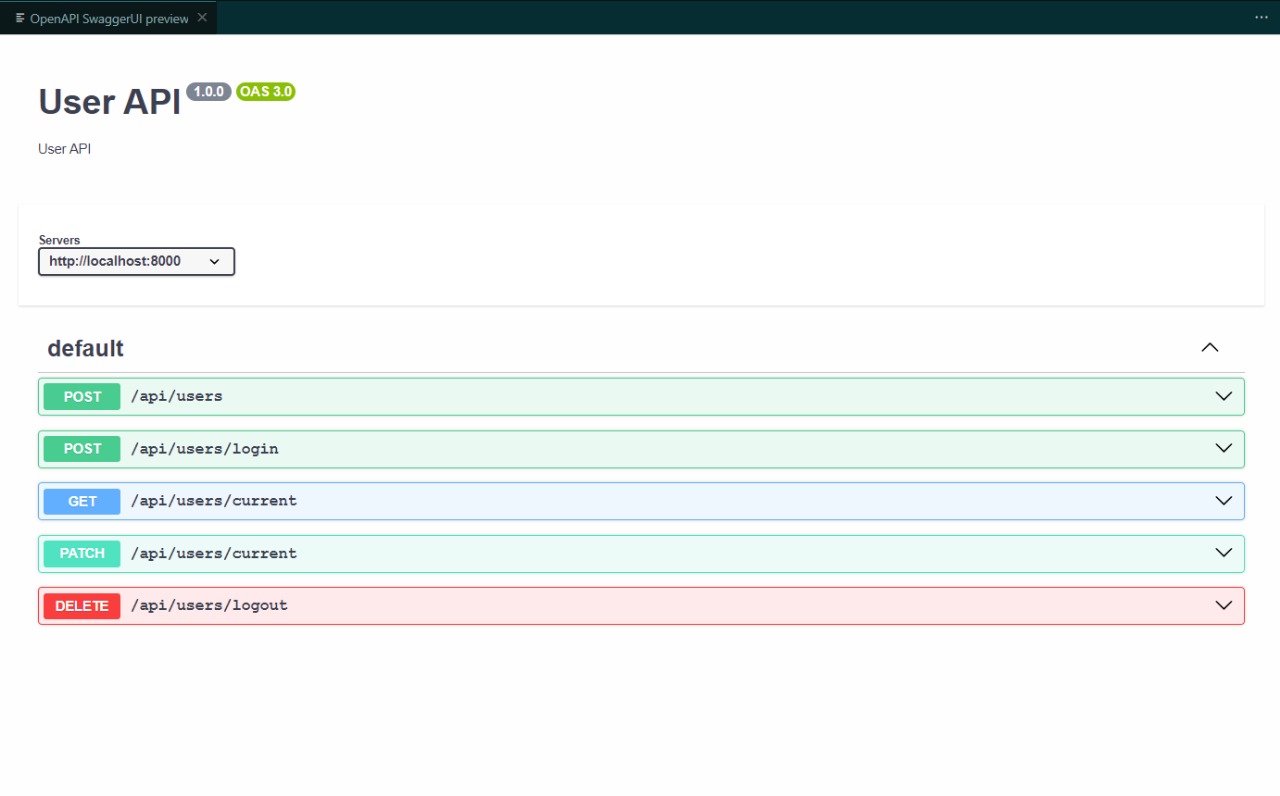 OpenAPI SwaggerUI preview
User API 1.0.0 OAS 3.0
User API
Servers
http://localhost:8000
default
POST /api/users
POST /api/users/login
GET /api/users/current
PATCH /api/users/current
DELETE /api/users/logout